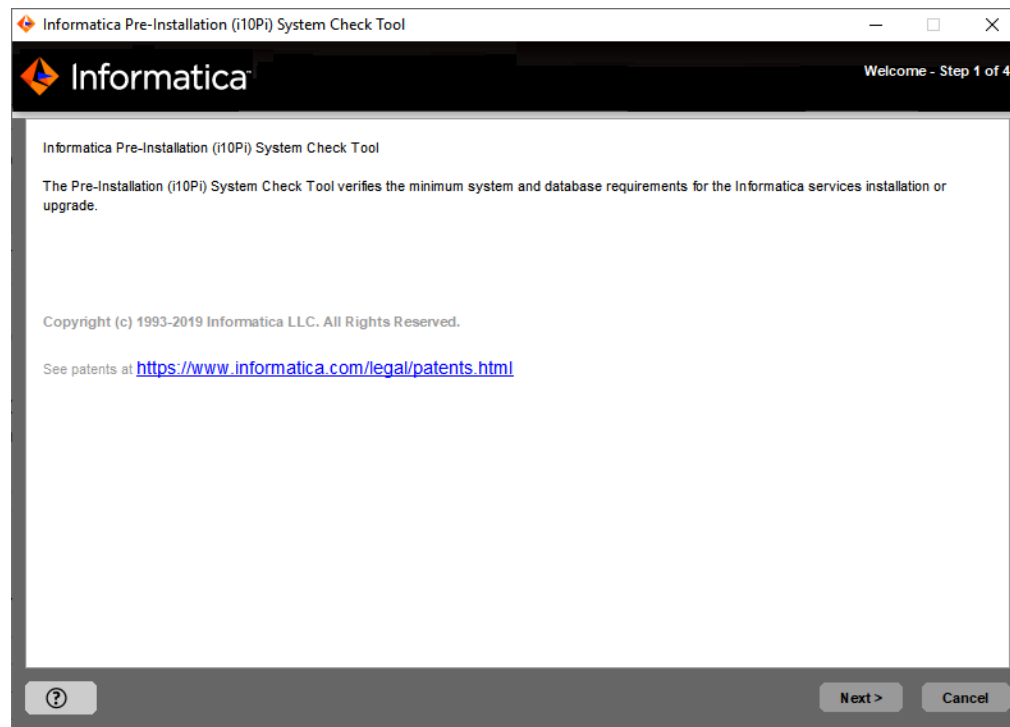 Informatica Pre-Installation (i10Pi) System Check Tool
Informatica
Welcome - Step 1 of 4
Informatica Pre-Installation (i10Pi) System Check Tool
The Pre-Installation (i10Pi) System Check Tool verifies the minimum system and database requirements for the Informatica services installation or
upgrade.
Copyright (c) 1993-2019 Informatica LLC. All Rights Reserved.
See patents at https://www.informatica.com/legal/patents.html
?
Next >
Cancel